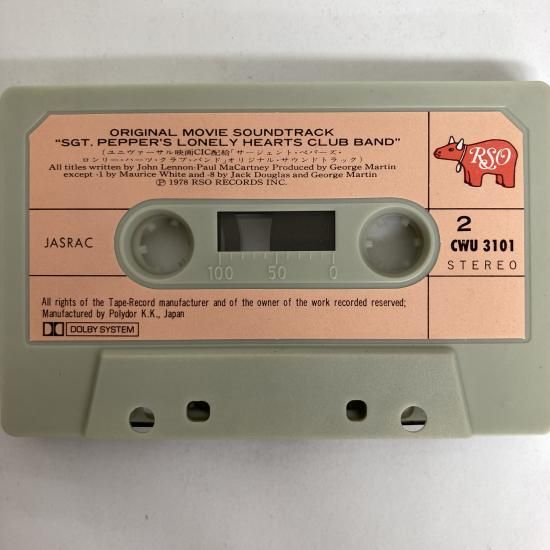 ORIGINAL MOVIE SOUNDTRACK
"SGT. PEPPER'S LONELY HEARTS CLUB BAND"
(ユニヴァーサル映画CIC配給「サージェント・ペパーズ・
ロンリー・ハーツ・クラブ・バンド」オリジナル・サウンドトラック)
All titles written by John Lennon-Paul MaCartney Produced by George Martin
except -1 by Maurice White and -8 by Jack Douglas and George Martin
Ⓟ 1978 RSO RECORDS INC.
RSO
JASRAC
100 50 0
2
CWU 3101
STEREO
All rights of the Tape-Record manufacturer and of the owner of the work recorded reserved;
Manufactured by Polydor K.K., Japan
DOLBY SYSTEM